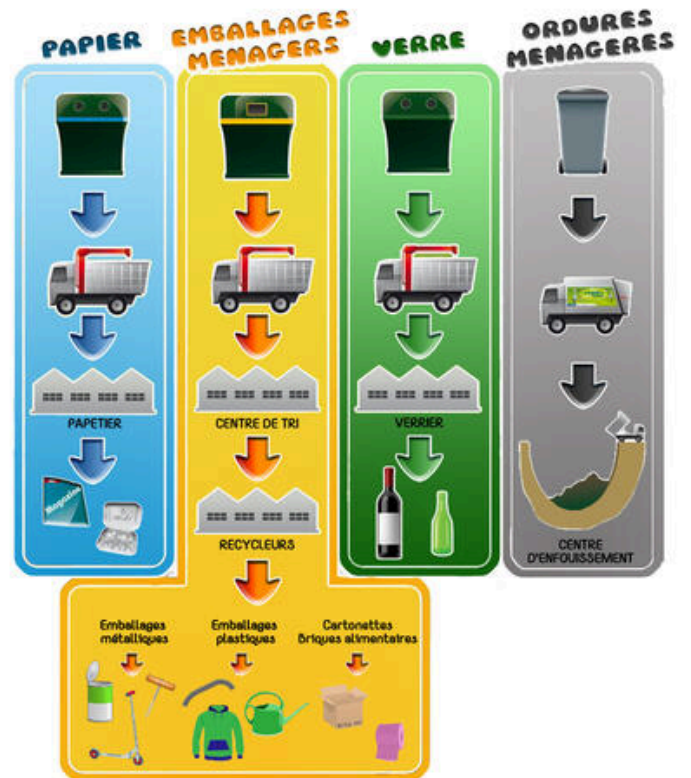 PAPIER
EMBALLAGES
MENAGERS
VERRE
ORDURES
MENAGERES
PAPETIER
CENTRE DE TRI
VERRIER
Magazine
RECYCLEURS
CENTRE
D'ENFOUISSEMENT
Emballages
métalliques
Emballages
plastiques
Cartonettes
Briques alimentaires